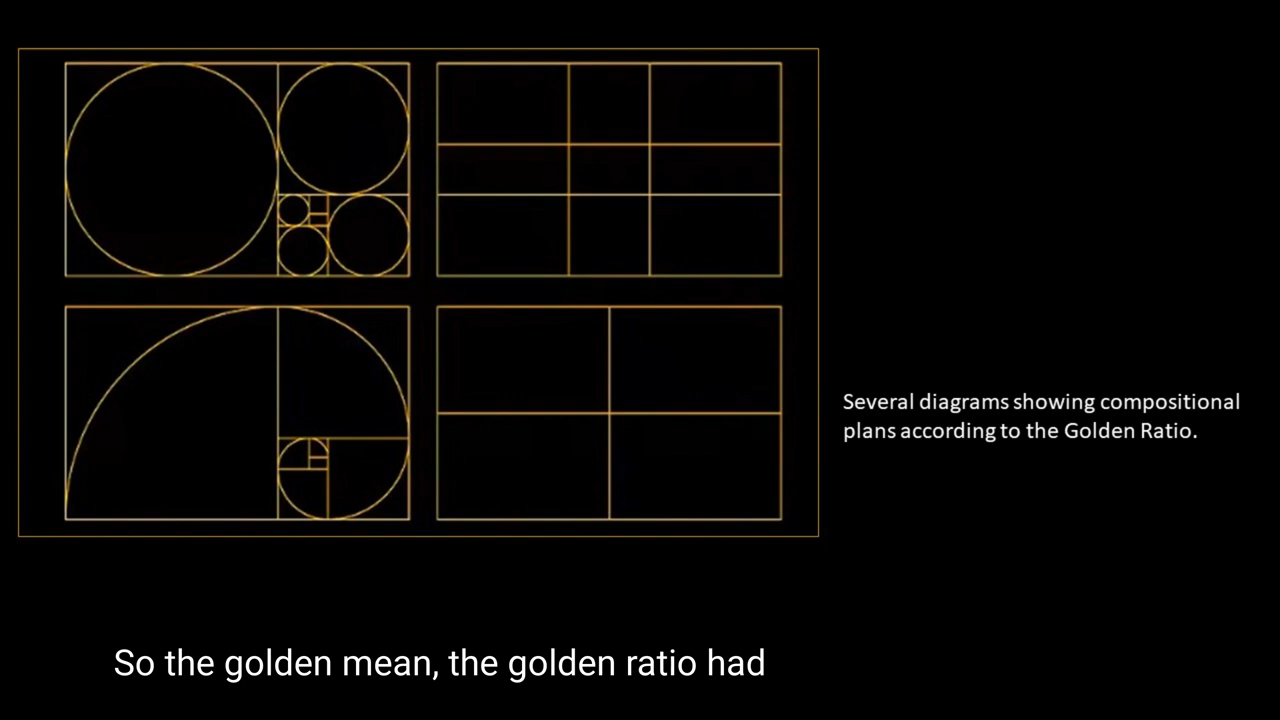 Several diagrams showing compositional
plans according to the Golden Ratio.
So the golden mean, the golden ratio had